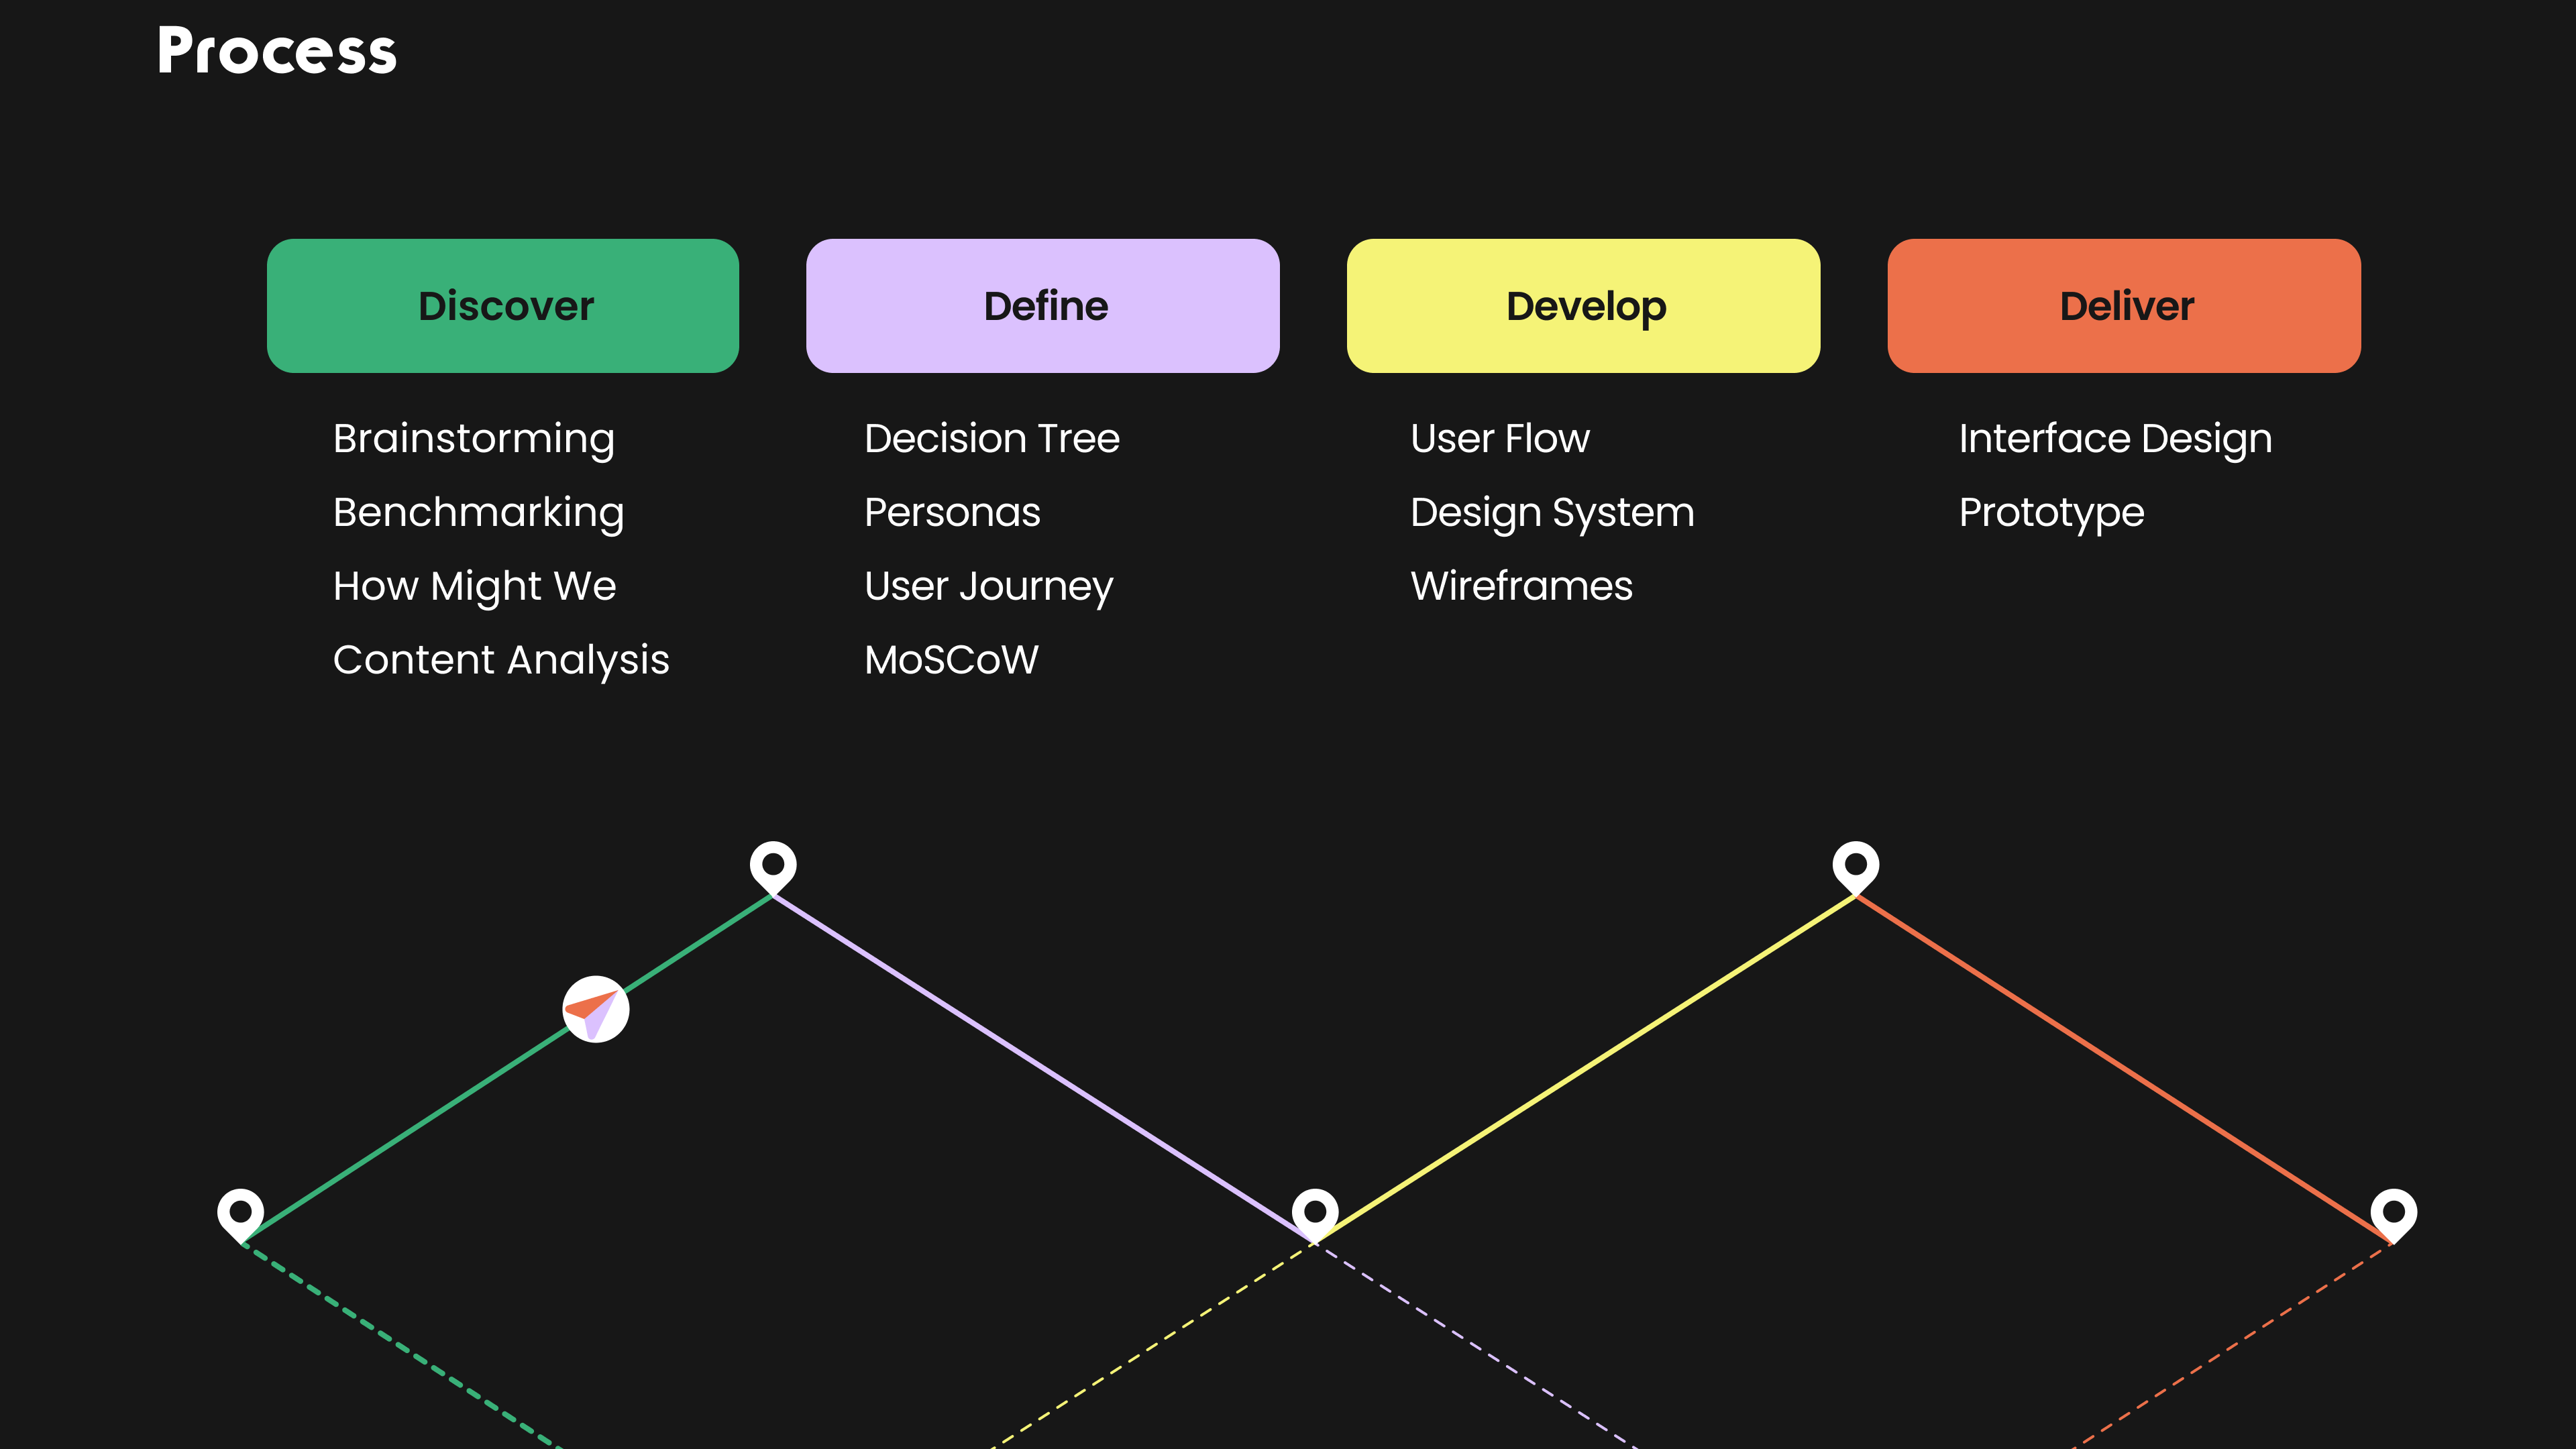 Process
Discover
Brainstorming
Benchmarking
How Might We
Content Analysis
Define
Decision Tree
Personas
User Journey
MoSCoW
Develop
User Flow
Design System
Wireframes
Deliver
Interface Design
Prototype